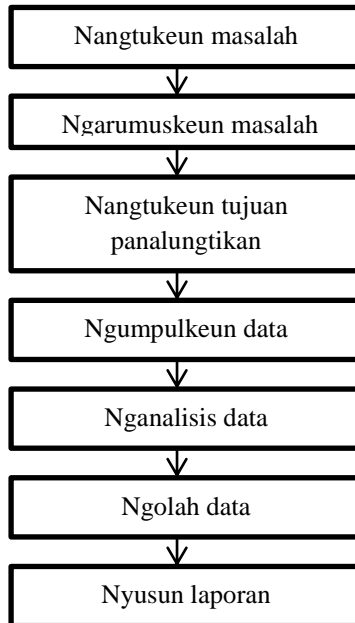 Nangtukeun masalah
Ngarumuskeun masalah
Nangtukeun tujuan
panalungtikan
Ngumpulkeun data
Nganalisis data
Ngolah data
Nyusun laporan